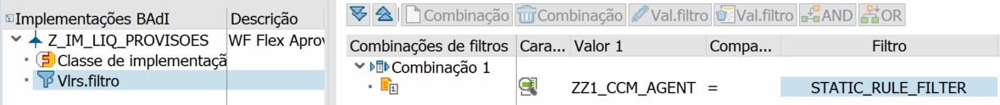 Implementações BAdI Descrição
Z_IM_LIQ_PROVISOES WF Flex Aprov
Classe de implementaçã
Vlrs.filtro
Combinação Combinação Val.filtro Val.filtro AND OR
Combinações de filtros Cara... Valor 1 Compa... Filtro
Combinação 1
ZZ1_CCM_AGENT = STATIC_RULE_FILTER